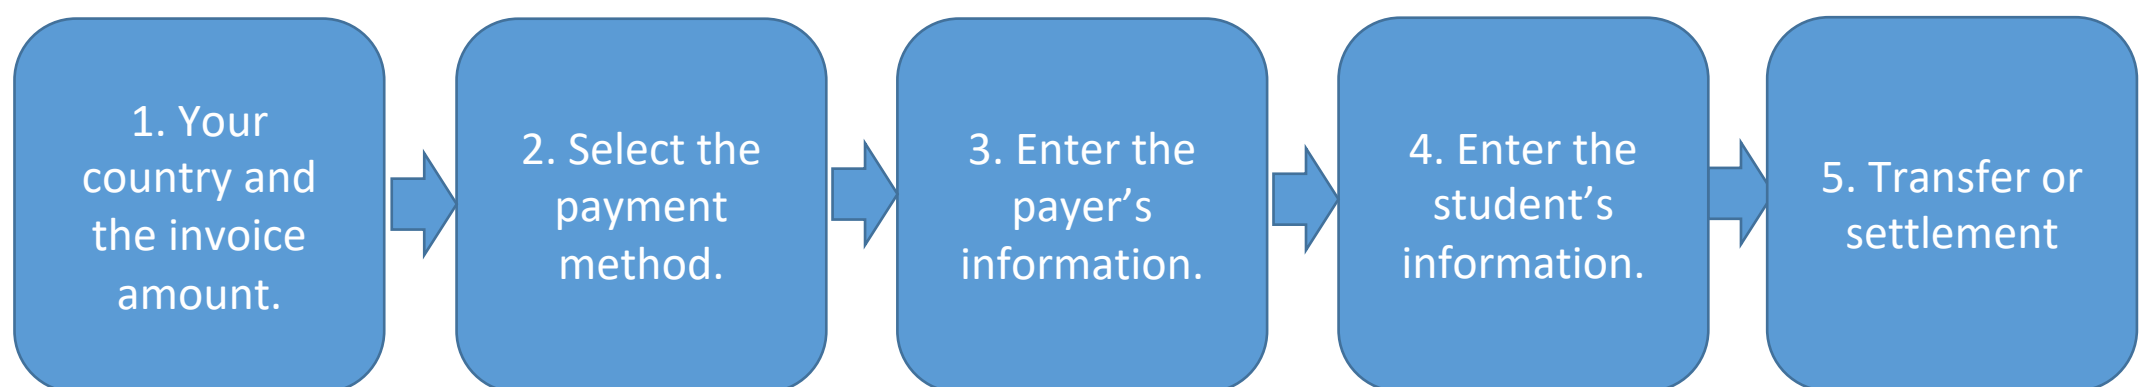 1. Your
country and
the invoice
amount.
2. Select the
payment
method.
3. Enter the
payer’s
information.
4. Enter the
student’s
information.
5. Transfer or
settlement